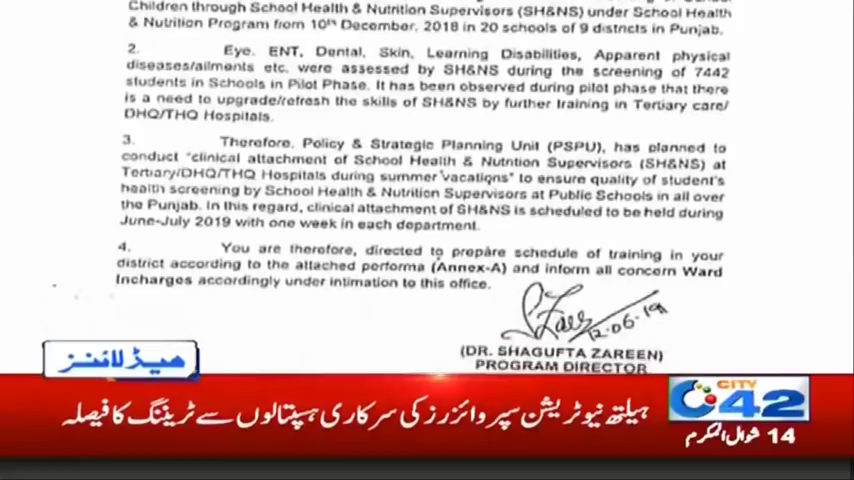 Children through School Health & Nutrition Supervisors (SH&NS) under School Health
& Nutrition Program from 10th December, 2018 in 20 schools of 9 districts in Punjab.
2. Eye, ENT, Dental, Skin, Learning Disabilities, Apparent physical
diseases/ailments etc. were assessed by SH&NS during the screening of 7442
students in Schools in Pilot Phase. It has been observed during pilot phase that there
is a need to upgrade/refresh the skills of SH&NS by further training in Tertiary care/
DHQ/THQ Hospitals.
3. Therefore, Policy & Strategic Planning Unit (PSPU), has planned to
conduct "clinical attachment of School Health & Nutrition Supervisors (SH&NS) at
Tertiary/DHQ/THQ Hospitals during summer vacations" to ensure quality of student's
health screening by School Health & Nutrition Supervisors at Public Schools in all over
the Punjab. In this regard, clinical attachment of SH&NS is scheduled to be held during
June-July 2019 with one week in each department.
4. You are therefore, directed to prepare schedule of training in your
district according to the attached performa (Annex-A) and inform all concern Ward
Incharges accordingly under intimation to this office.
12-06-19
(DR. SHAGUFTA ZAREEN)
PROGRAM DIRECTOR
ہیڈلائنز
ہیلتھ نیوٹریشن سپروائزرز کی سرکاری ہسپتالوں سے ٹریننگ کا فیصلہ
CITY
42
14 شوال المکرم